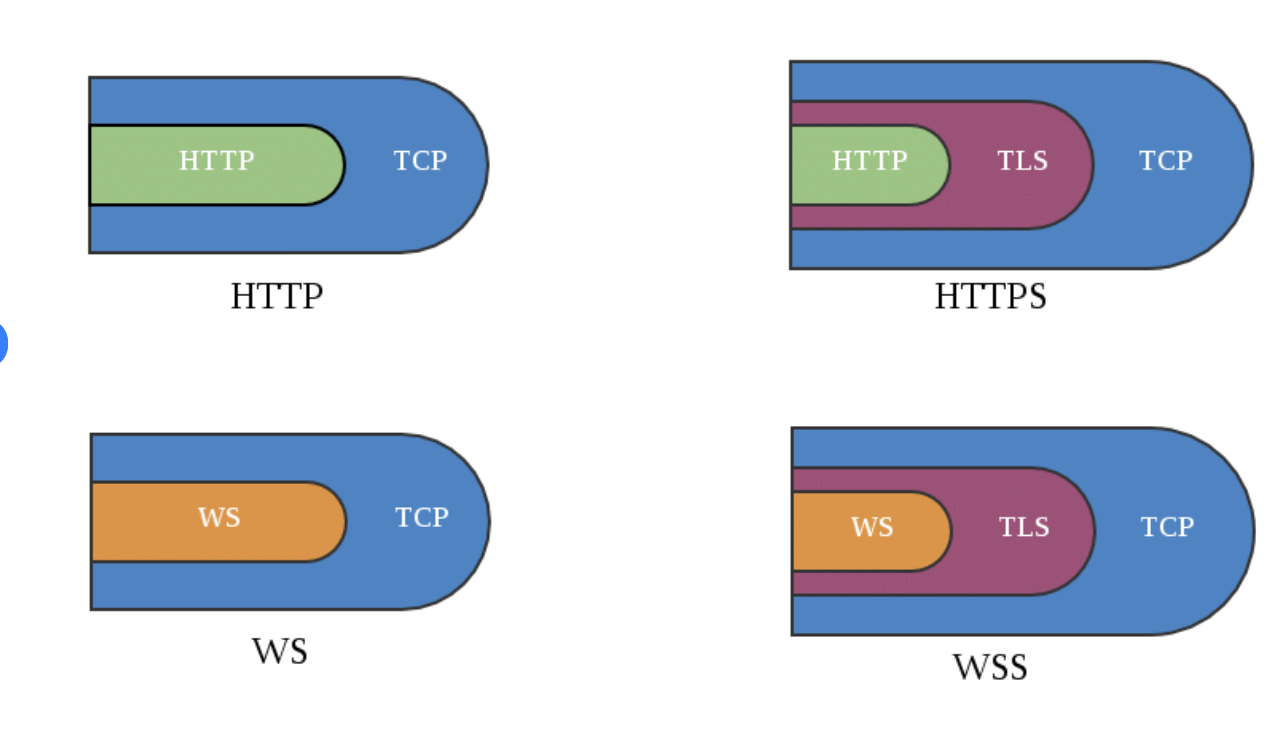 HTTP TCP
HTTP
HTTP TLS TCP
HTTPS
WS TCP
WS
WS TLS TCP
WSS